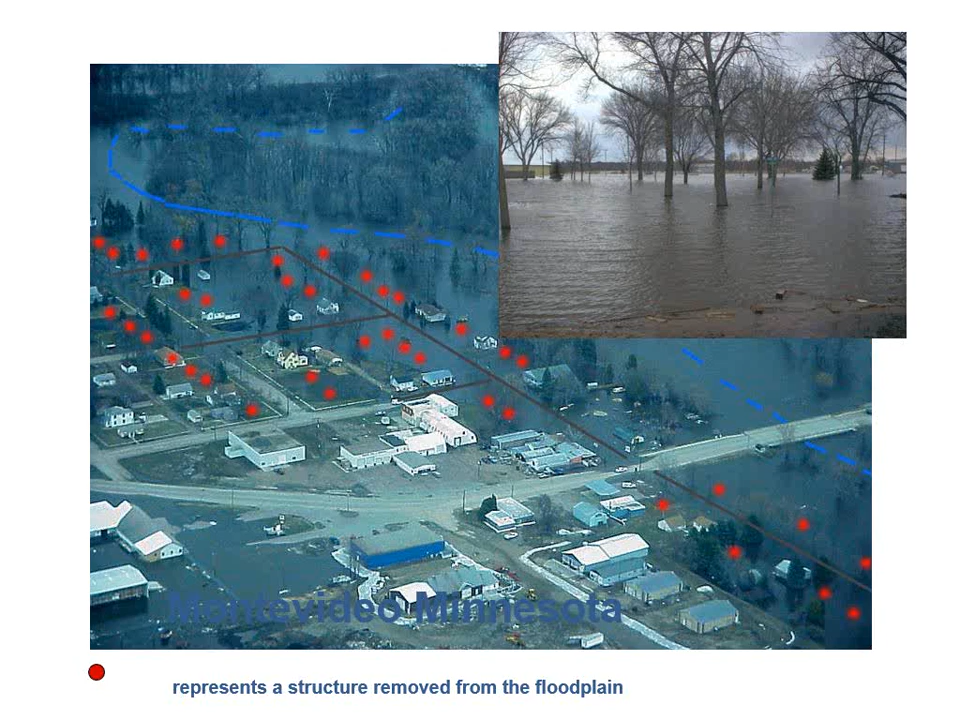 Montevideo Minnesota
represents a structure removed from the floodplain